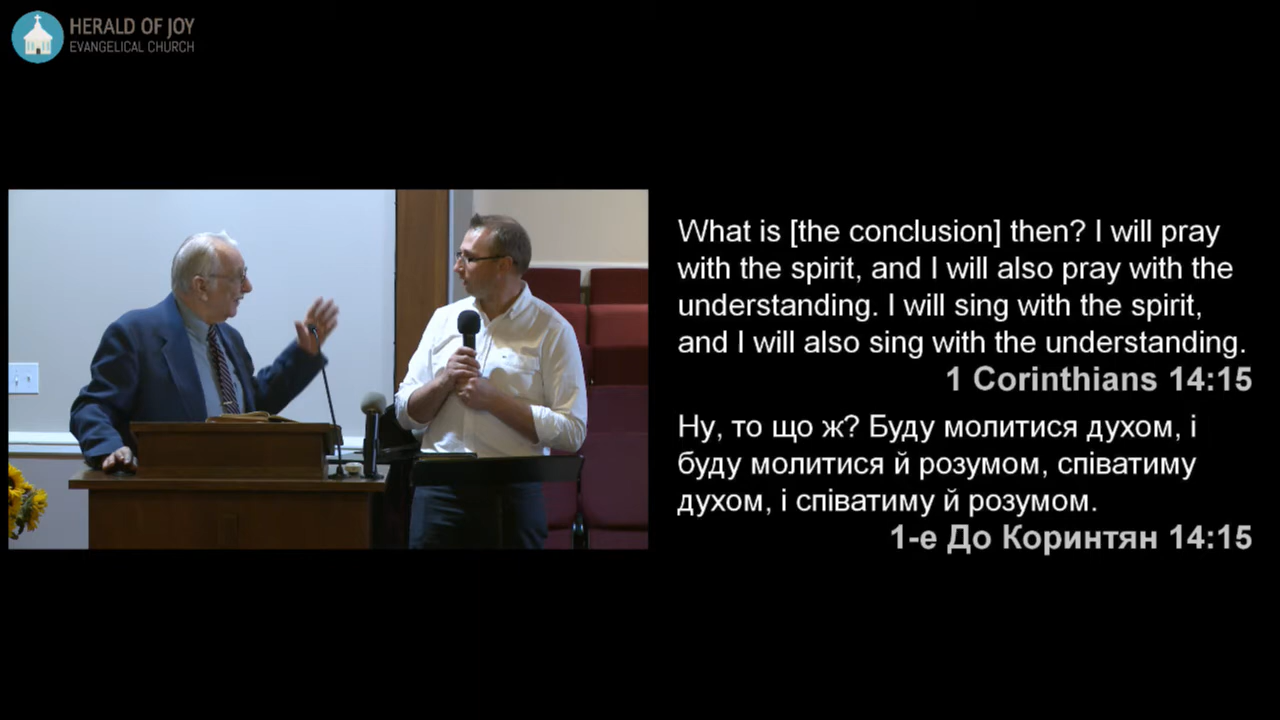 HERALD OF JOY
EVANGELICAL CHURCH
What is [the conclusion] then? I will pray
with the spirit, and I will also pray with the
understanding. I will sing with the spirit,
and I will also sing with the understanding.
1 Corinthians 14:15
Ну, то що ж? Буду молитися духом, і
буду молитися й розумом, співатиму
духом, і співатиму й розумом.
1-е До Коринтян 14:15